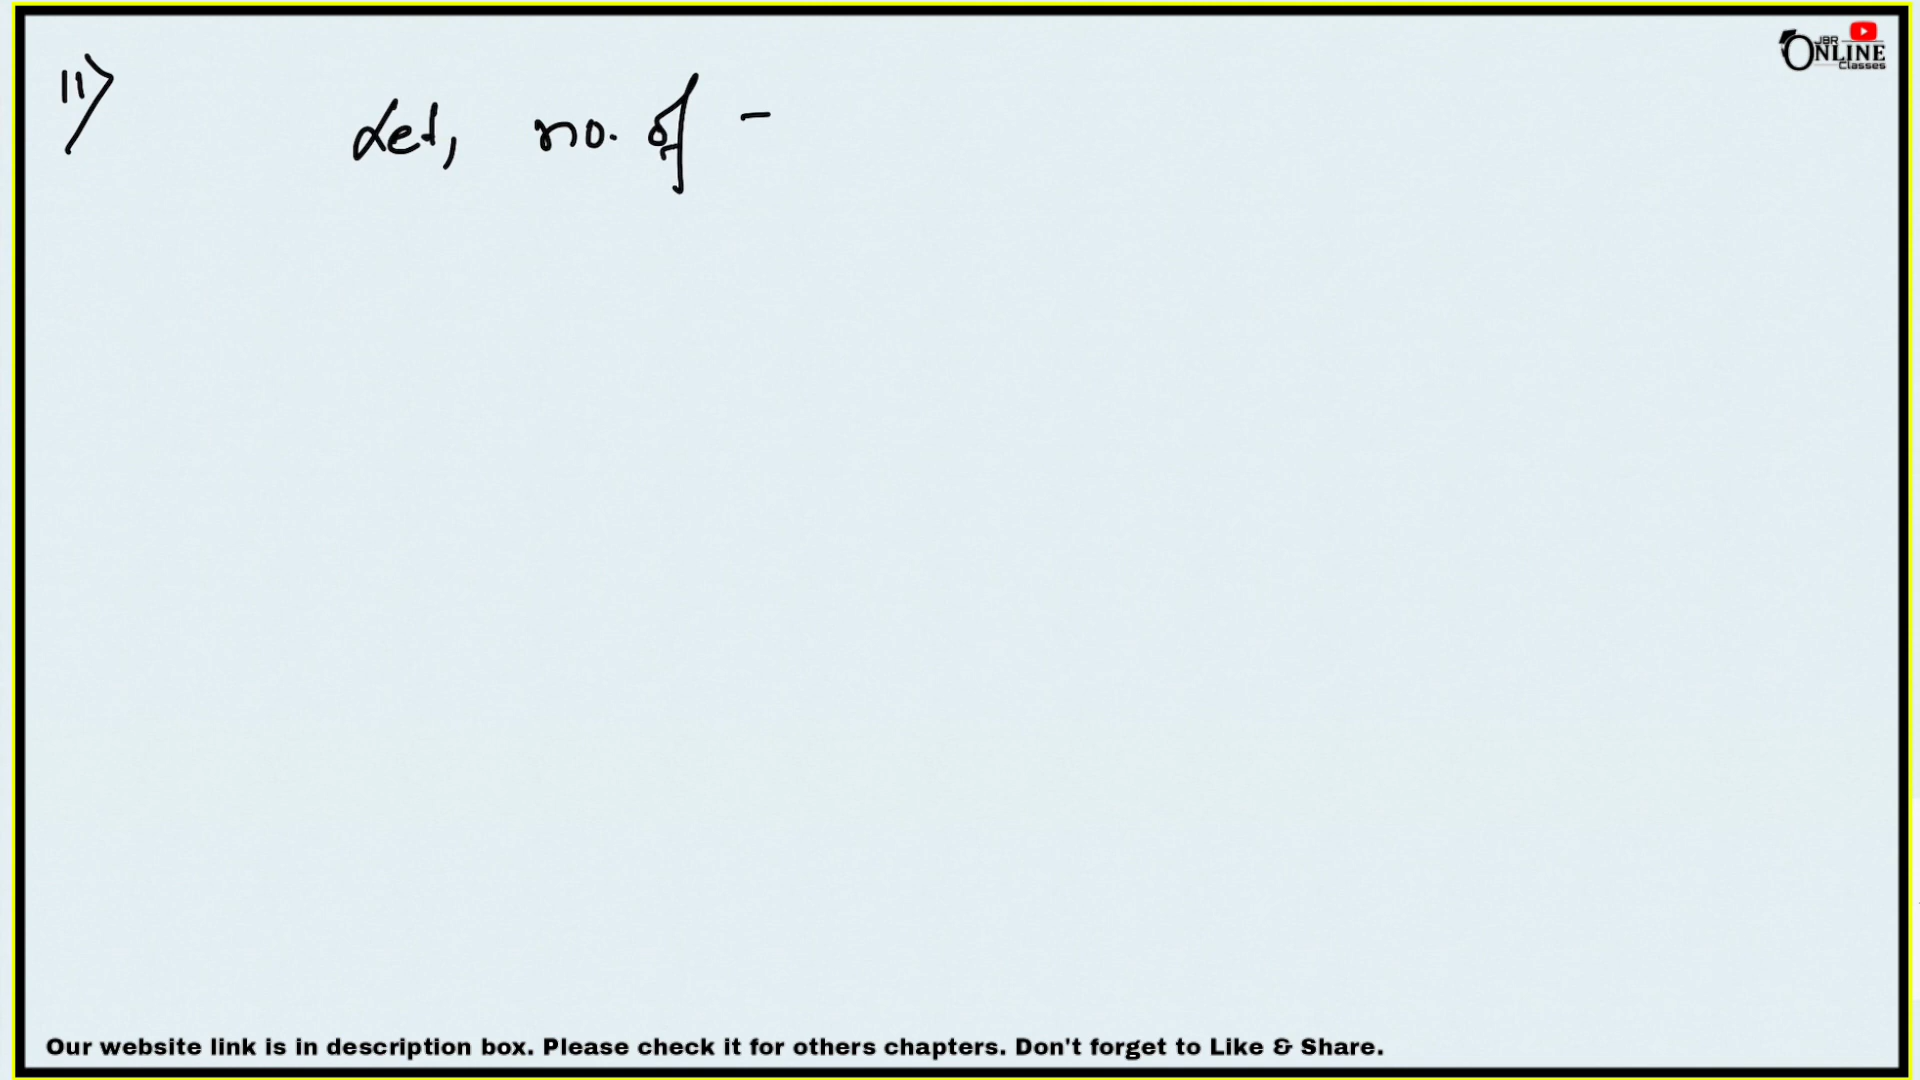 11>
Let, no. of -
JBR
ONLINE
Classes
Our website link is in description box. Please check it for others chapters. Don't forget to Like & Share.